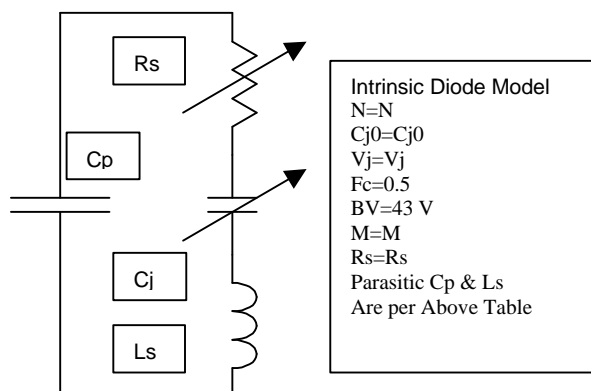 Rs
Cp
Cj
Ls
Intrinsic Diode Model
N=N
Cj0=Cj0
Vj=Vj
Fc=0.5
BV=43 V
M=M
Rs=Rs
Parasitic Cp & Ls
Are per Above Table